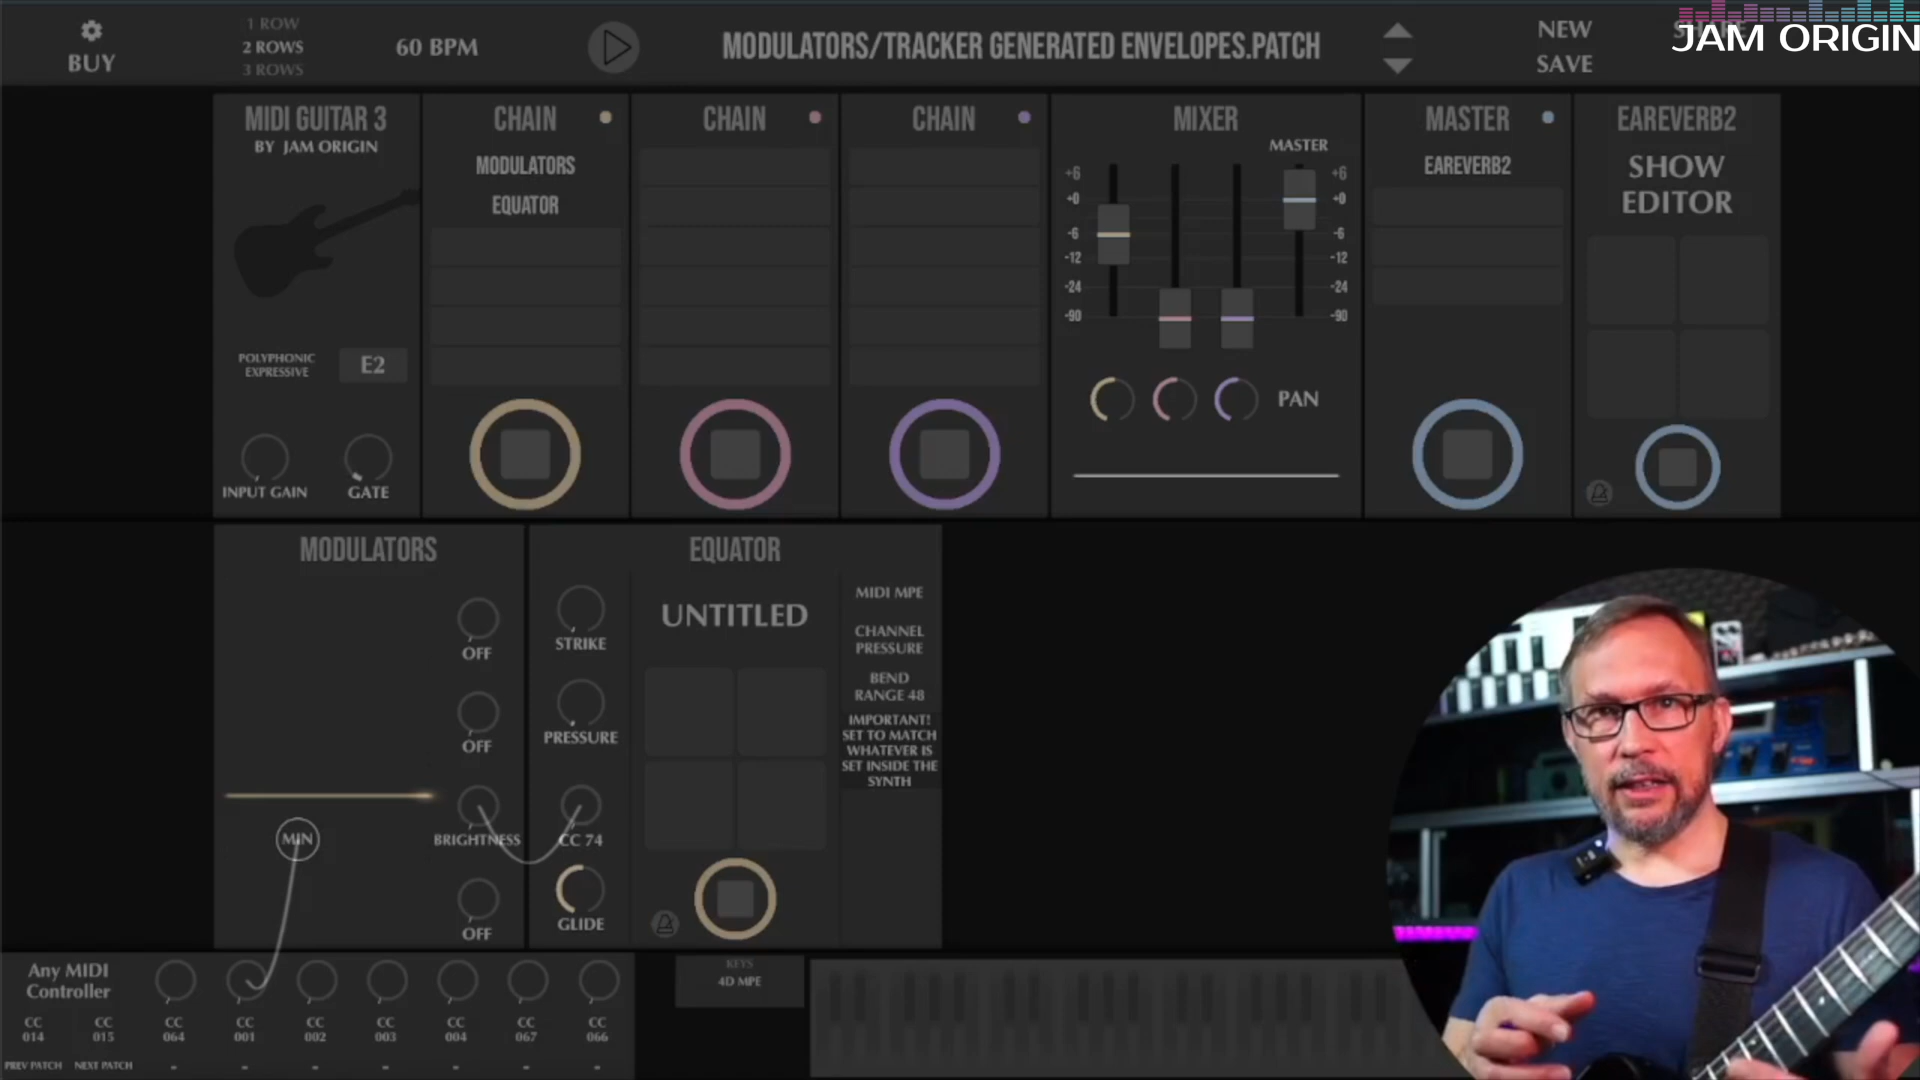 BUY
1 ROW
2 ROWS
3 ROWS
60 BPM
MODULATORS/TRACKER GENERATED ENVELOPES.PATCH
NEW
SAVE
SHARE
JAM ORIGIN
MIDI GUITAR 3
BY JAM ORIGIN
POLYPHONIC
EXPRESSIVE
E2
INPUT GAIN
GATE
CHAIN
MODULATORS
EQUATOR
CHAIN
CHAIN
MIXER
MASTER
+6 +6
+0 +0
-6 -6
-12 -12
-24 -24
-90 -90
PAN
MASTER
EAREVERB2
EAREVERB2
SHOW
EDITOR
MODULATORS
OFF
OFF
BRIGHTNESS
OFF
MIN
EQUATOR
STRIKE
PRESSURE
CC 74
GLIDE
UNTITLED
MIDI MPE
CHANNEL
PRESSURE
BEND
RANGE 48
IMPORTANT!
SET TO MATCH
WHATEVER IS
SET INSIDE THE
SYNTH
Any MIDI
Controller
CC CC CC CC CC CC CC CC CC
014 015 064 001 002 003 004 067 066
PREV PATCH NEXT PATCH - - - - - - -
KEYS
4D MPE